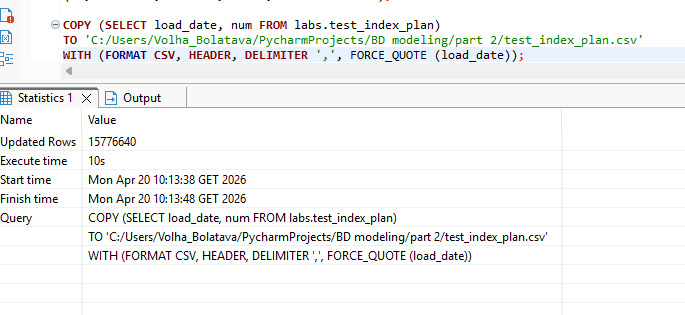 COPY (SELECT load_date, num FROM labs.test_index_plan)
TO 'C:/Users/Volha_Bolatava/PycharmProjects/BD modeling/part 2/test_index_plan.csv'
WITH (FORMAT CSV, HEADER, DELIMITER ',', FORCE_QUOTE (load_date));
Statistics 1 Output
Name Value
Updated Rows 15776640
Execute time 10s
Start time Mon Apr 20 10:13:38 GET 2026
Finish time Mon Apr 20 10:13:48 GET 2026
Query COPY (SELECT load_date, num FROM labs.test_index_plan)
TO 'C:/Users/Volha_Bolatava/PycharmProjects/BD modeling/part 2/test_index_plan.csv'
WITH (FORMAT CSV, HEADER, DELIMITER ',', FORCE_QUOTE (load_date))